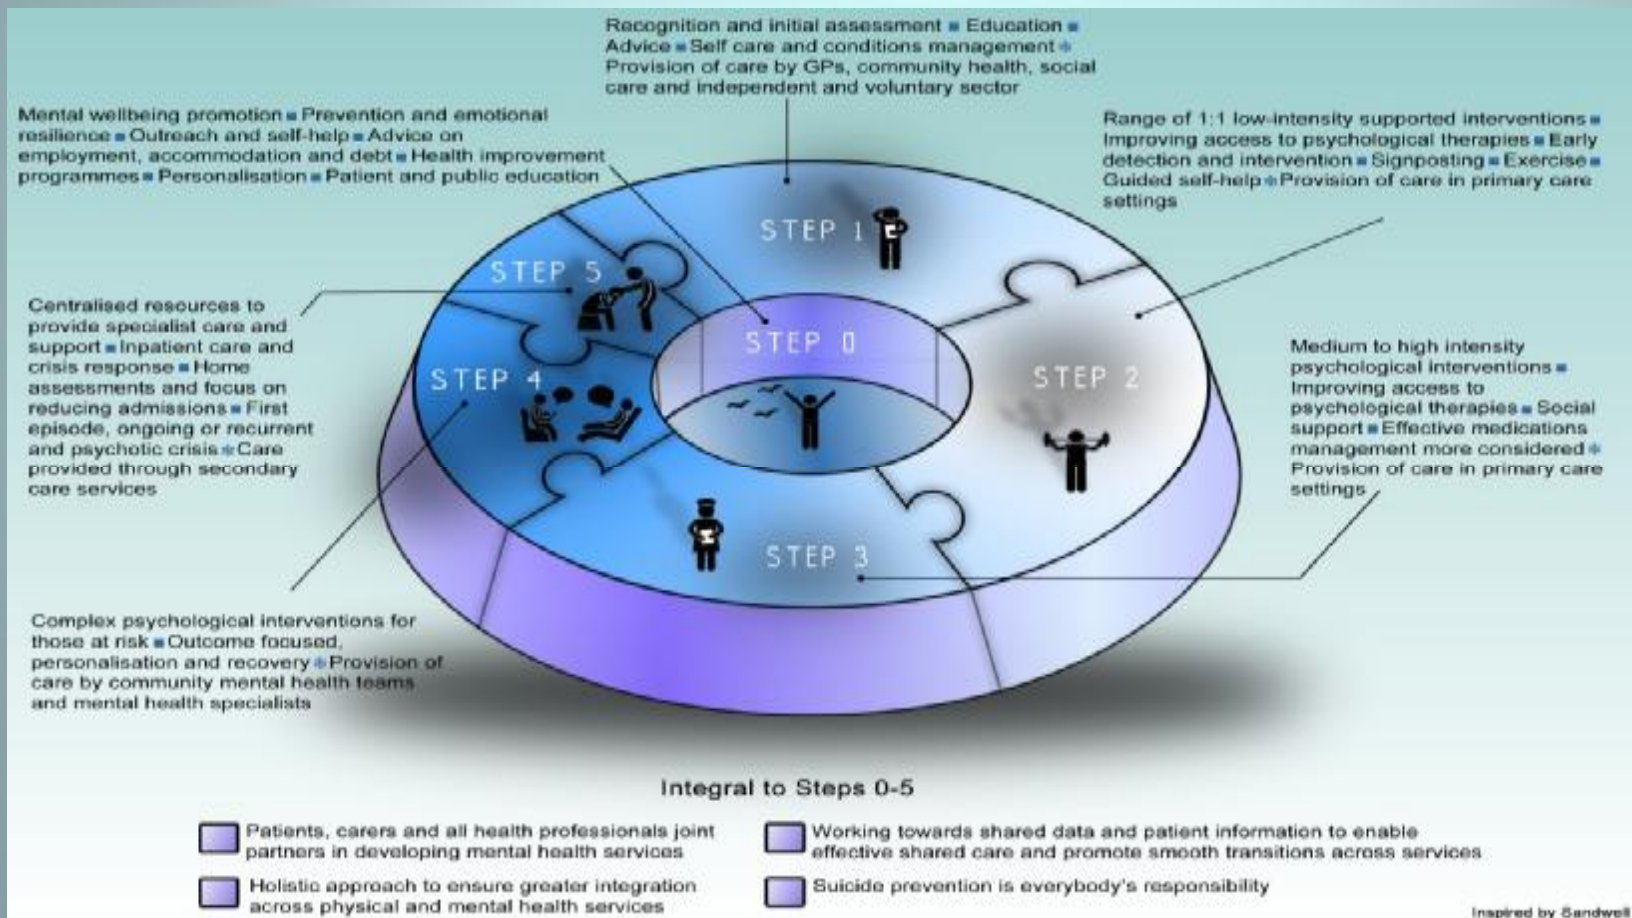 Recognition and initial assessment ■ Education ■
Advice ■ Self care and conditions management *
Provision of care by GPs, community health, social
care and independent and voluntary sector
Mental wellbeing promotion ■ Prevention and emotional
resilience ■ Outreach and self-help ■ Advice on
employment, accommodation and debt ■ Health improvement
programmes ■ Personalisation ■ Patient and public education
Range of 1:1 low-intensity supported interventions ■
Improving access to psychological therapies ■ Early
detection and intervention ■ Signposting ■ Exercise ■
Guided self-help * Provision of care in primary care
settings
STEP 1
STEP 5
STEP 0
STEP 4
STEP 2
STEP 3
Centralised resources to
provide specialist care and
support ■ Inpatient care and
crisis response ■ Home
assessments and focus on
reducing admissions ■ First
episode, ongoing or recurrent
and psychotic crisis * Care
provided through secondary
care services
Medium to high intensity
psychological interventions ■
Improving access to
psychological therapies ■ Social
support ■ Effective medications
management more considered *
Provision of care in primary care
settings
Complex psychological interventions for
those at risk ■ Outcome focused,
personalisation and recovery * Provision of
care by community mental health teams
and mental health specialists
Integral to Steps 0-5
Patients, carers and all health professionals joint
partners in developing mental health services
Holistic approach to ensure greater integration
across physical and mental health services
Working towards shared data and patient information to enable
effective shared care and promote smooth transitions across services
Suicide prevention is everybody's responsibility
Inspired by Sandwell